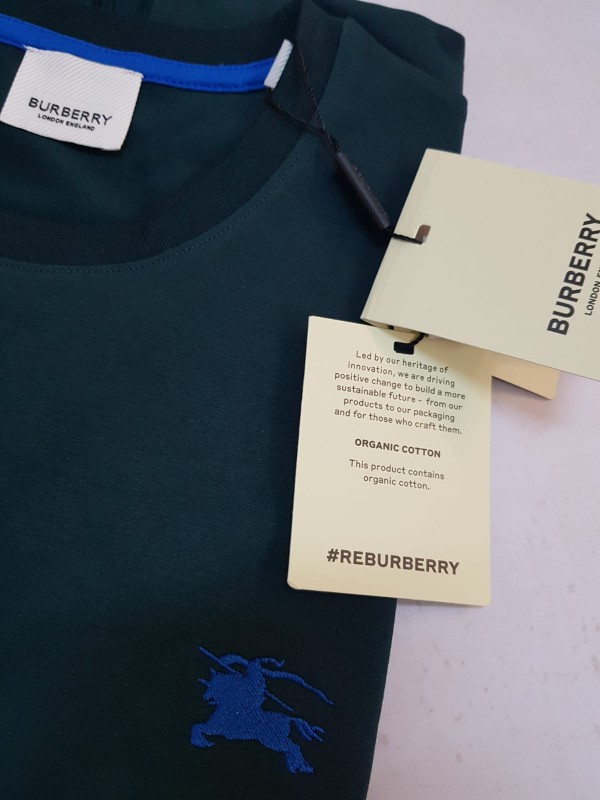 BURBERRY
LONDON ENGLAND
BURBERRY
LONDON
Led by our heritage of
innovation, we are driving
positive change to build a more
sustainable future - from our
products to our packaging
and for those who craft them.
ORGANIC COTTON
This product contains
organic cotton.
#REBURBERRY